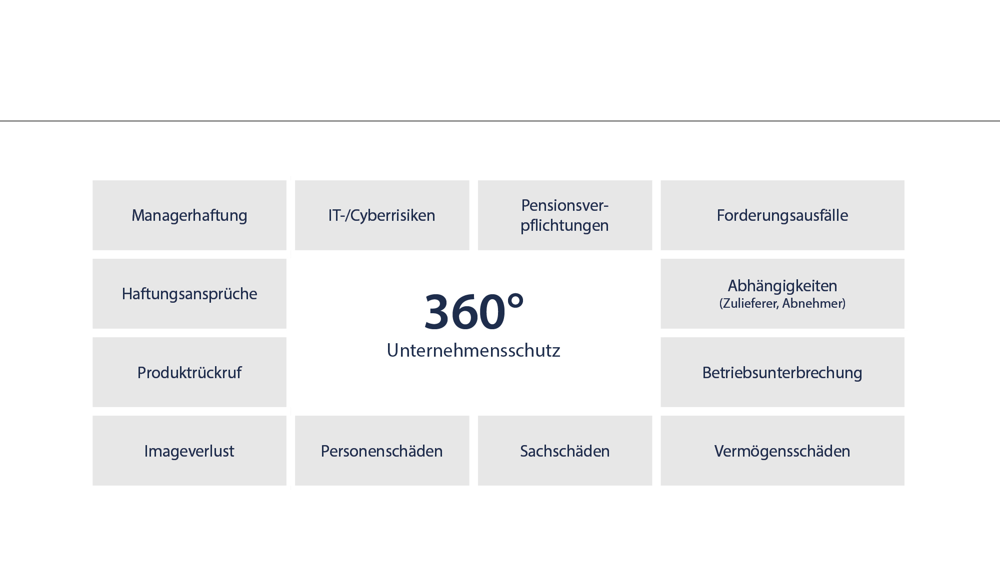 Managerhaftung
IT-/Cyberrisiken
Pensionsver-
pflichtungen
Forderungsausfälle
Haftungsansprüche
360°
Unternehmensschutz
Abhängigkeiten
(Zulieferer, Abnehmer)
Produktrückruf
Betriebsunterbrechung
Imageverlust
Personenschäden
Sachschäden
Vermögensschäden